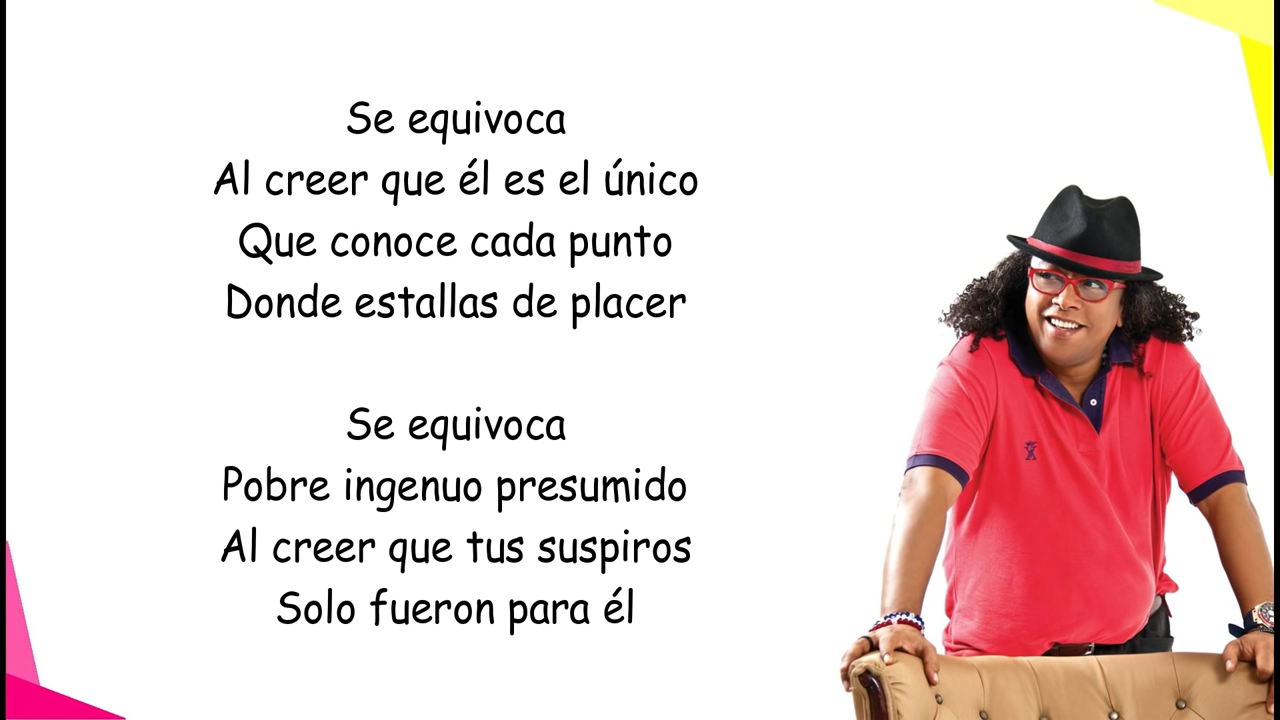 Se equivoca
Al creer que él es el único
Que conoce cada punto
Donde estallas de placer
Se equivoca
Pobre ingenuo presumido
Al creer que tus suspiros
Solo fueron para él